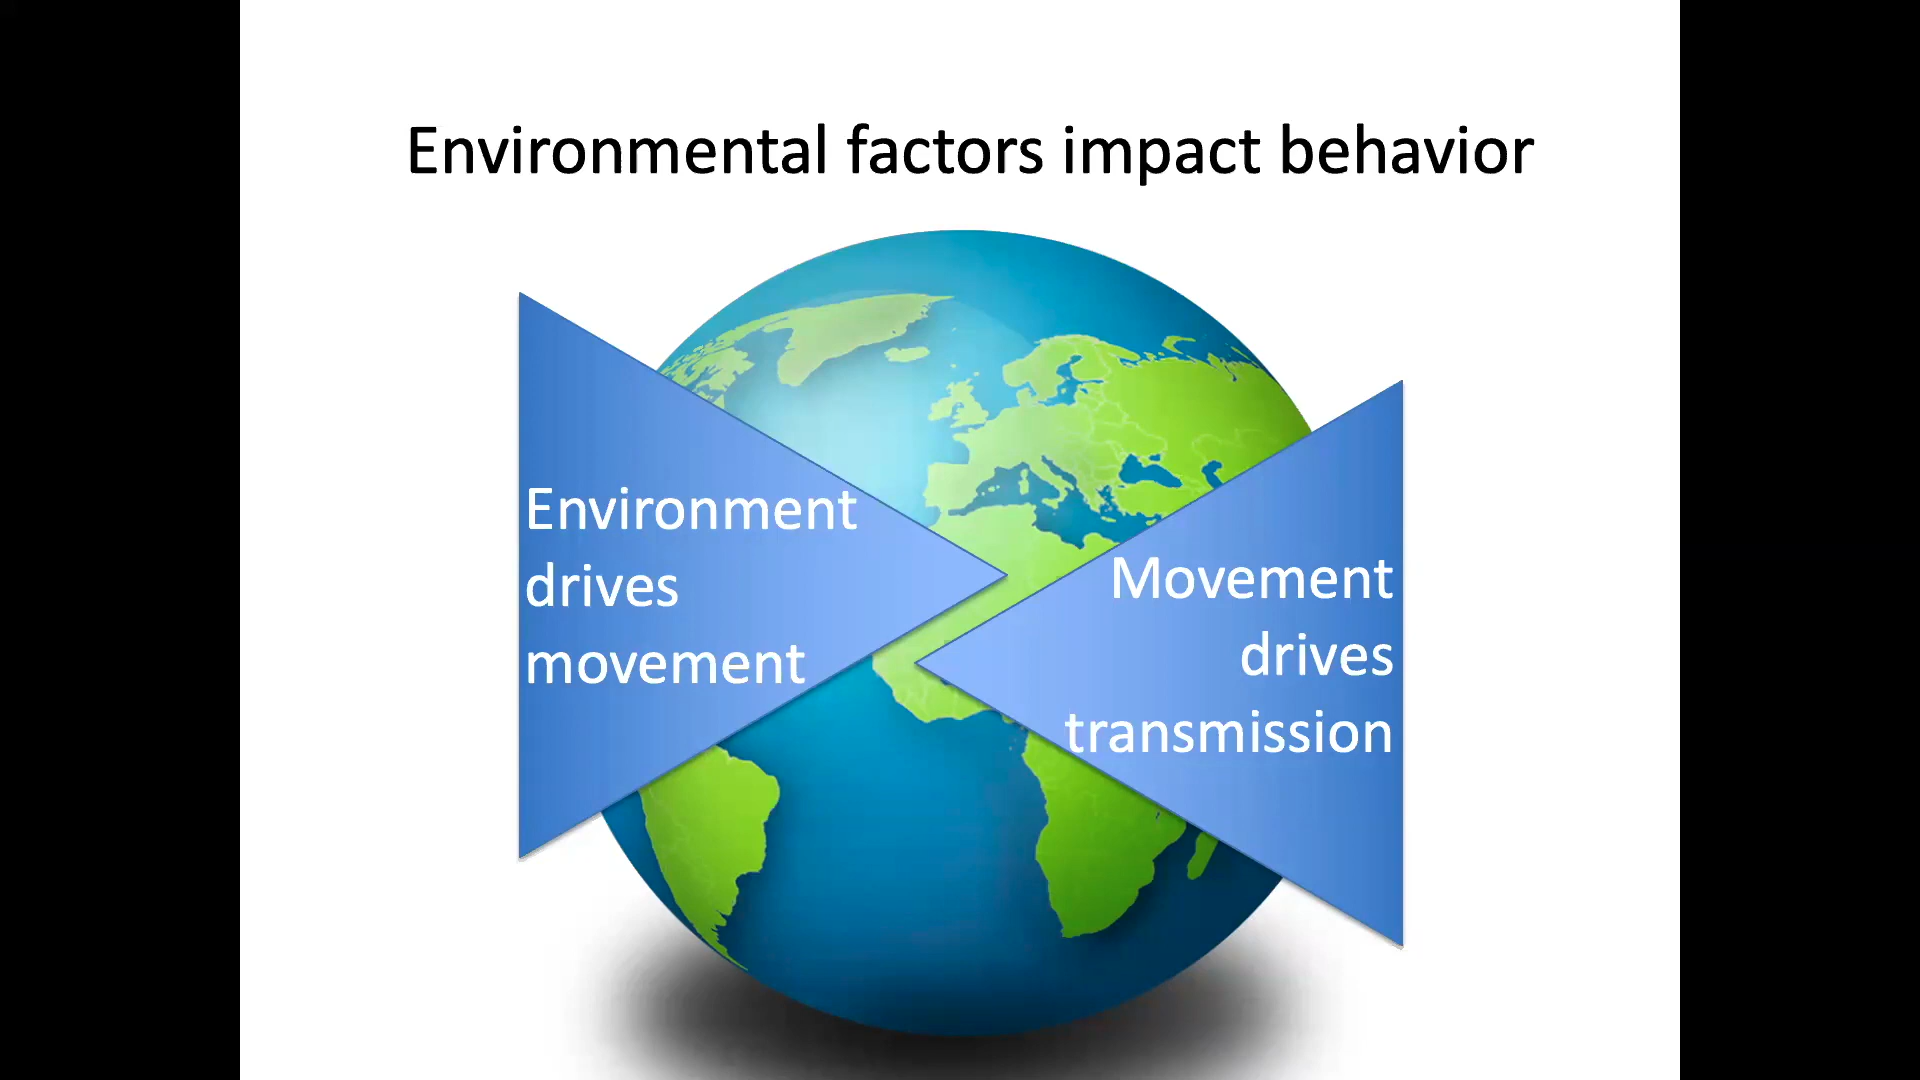 Environmental factors impact behavior
Environment
drives
movement
Movement
drives
transmission